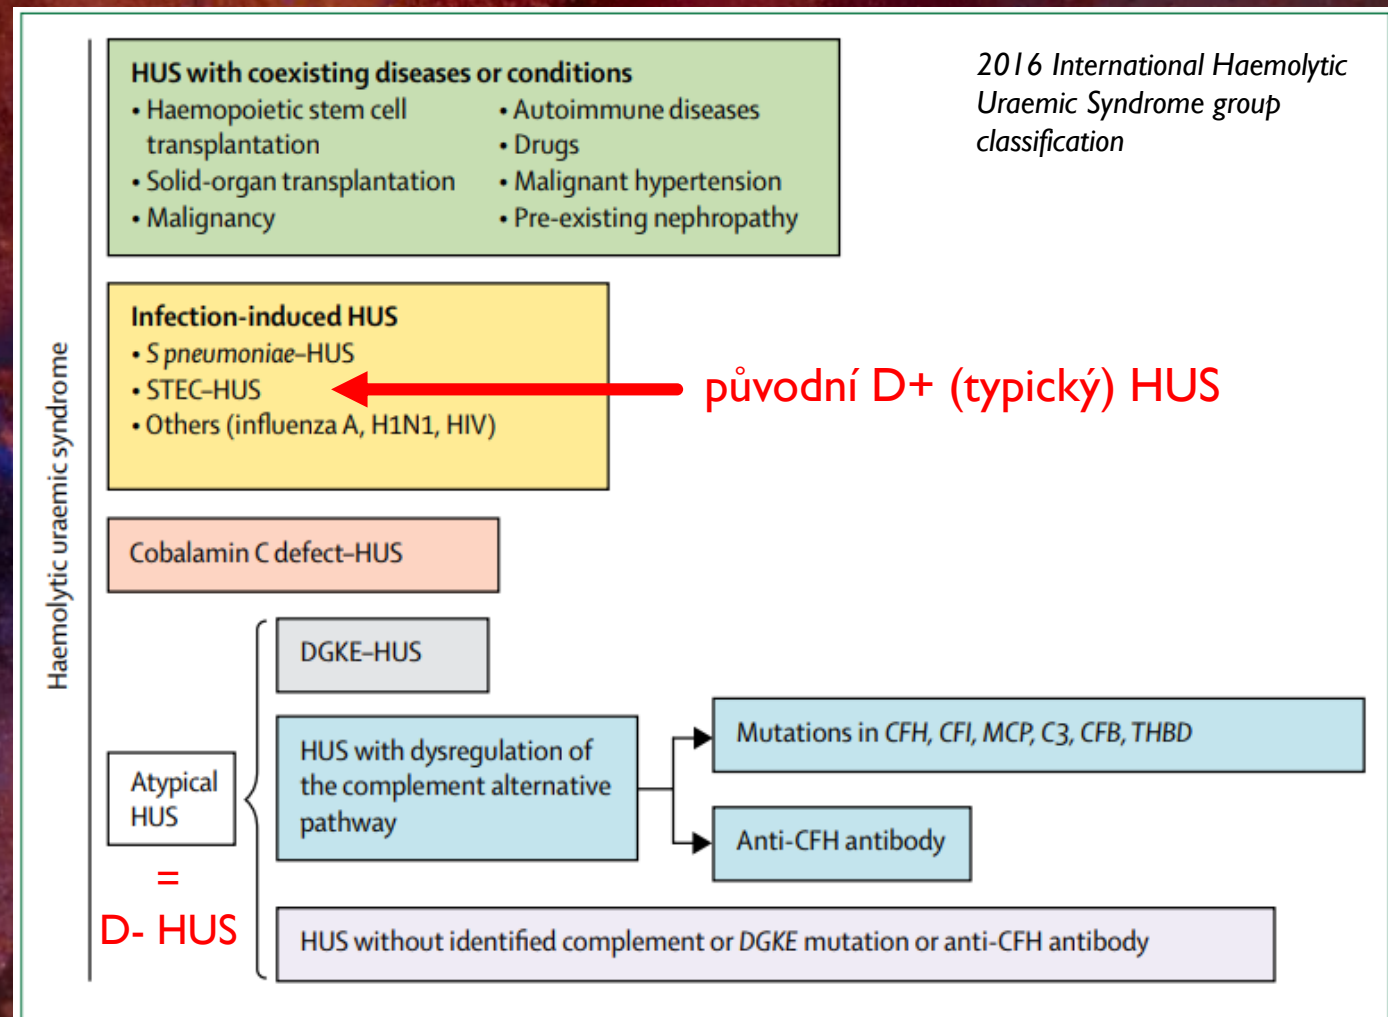 HUS with coexisting diseases or conditions
• Haemopoietic stem cell
transplantation
• Solid-organ transplantation
• Malignancy
• Autoimmune diseases
• Drugs
• Malignant hypertension
• Pre-existing nephropathy
2016 International Haemolytic
Uraemic Syndrome group
classification
Haemolytic uraemic syndrome
Infection-induced HUS
• S pneumoniae–HUS
• STEC–HUS
• Others (influenza A, H1N1, HIV)
původní D+ (typický) HUS
Cobalamin C defect–HUS
Atypical
HUS
=
D- HUS
DGKE–HUS
HUS with dysregulation of
the complement alternative
pathway
Mutations in CFH, CFI, MCP, C3, CFB, THBD
Anti-CFH antibody
HUS without identified complement or DGKE mutation or anti-CFH antibody